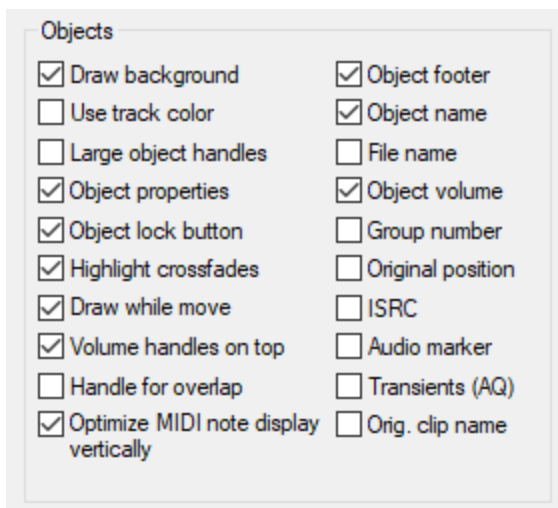 Objects
Draw background
Use track color
Large object handles
Object properties
Object lock button
Highlight crossfades
Draw while move
Volume handles on top
Handle for overlap
Optimize MIDI note display
vertically
Object footer
Object name
File name
Object volume
Group number
Original position
ISRC
Audio marker
Transients (AQ)
Orig. clip name